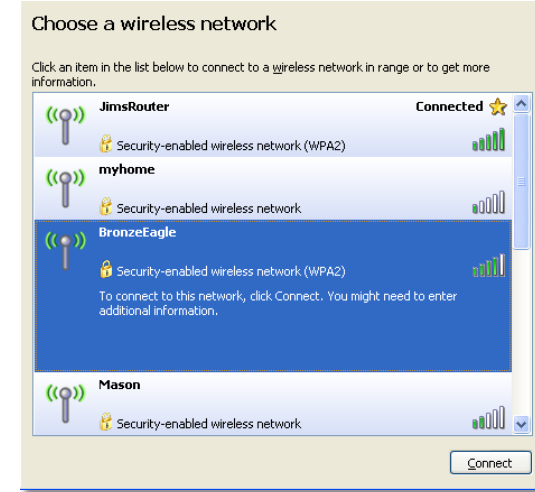 Choose a wireless network
Click an item in the list below to connect to a wireless network in range or to get more
information.
JimsRouter Connected
Security-enabled wireless network (WPA2)
myhome
Security-enabled wireless network
BronzeEagle
Security-enabled wireless network (WPA2)
To connect to this network, click Connect. You might need to enter
additional information.
Mason
Security-enabled wireless network
Connect